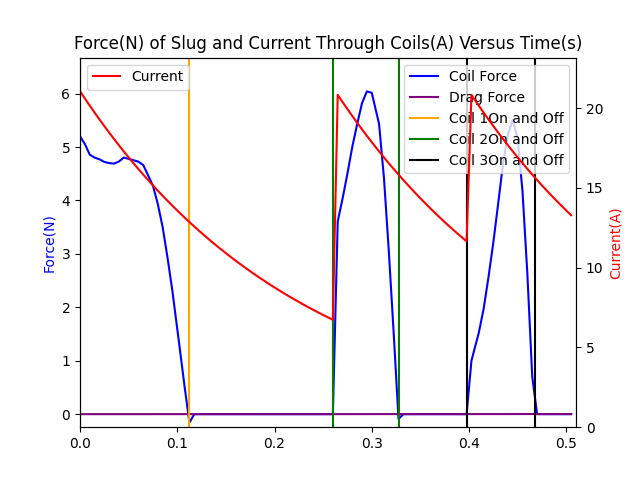 Force(N) of Slug and Current Through Coils(A) Versus Time(s)
Current
Coil Force
Drag Force
Coil 1On and Off
Coil 2On and Off
Coil 3On and Off
Force(N)
6
5
4
3
2
1
0
20
15
10
5
0
Current(A)
0.0 0.1 0.2 0.3 0.4 0.5